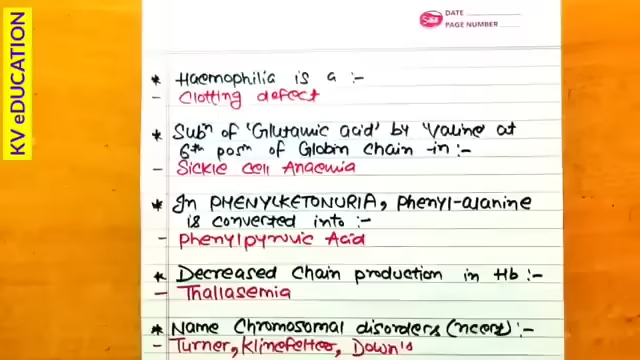 KV eDUCATION
DATE
PAGE NUMBER
* Haemophilia is a :-
- Clotting defect
* Subⁿ of 'Glutamic acid' by 'Valine' at
6th posⁿ of Globin chain in :-
- Sickle cell Anaemia
* In PHENYLKETONURIA, phenyl-alanine
is converted into :-
- phenylpyruvic Acid
* Decreased Chain production in Hb :-
- Thallasemia
* Name Chromosomal disorders (ncert) :-
- Turner, Klinefelter, Down's